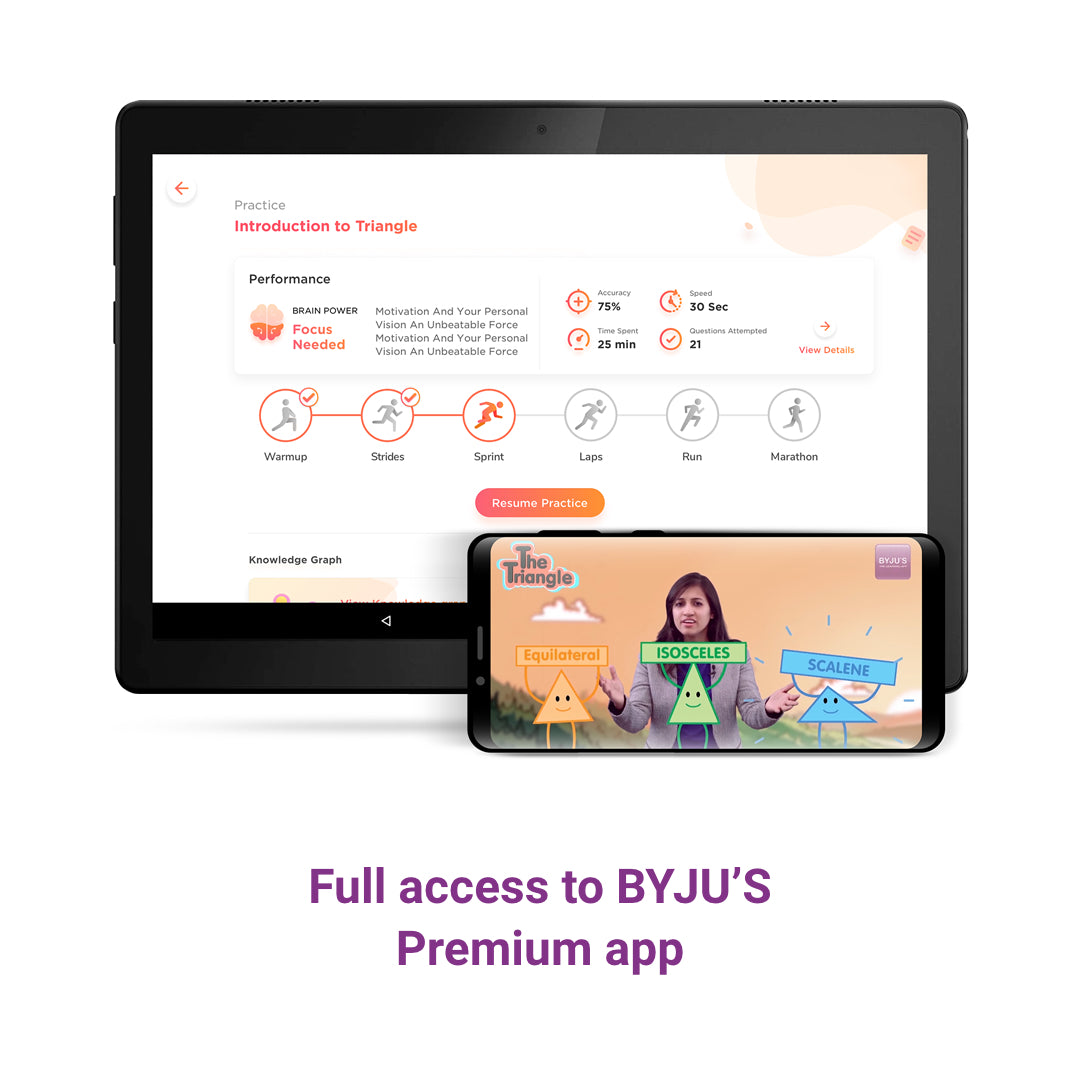 Practice
Introduction to Triangle
Performance
BRAIN POWER
Focus
Needed
Motivation And Your Personal
Vision An Unbeatable Force
Motivation And Your Personal
Vision An Unbeatable Force
Accuracy
75%
Speed
30 Sec
Time Spent
25 min
Questions Attempted
21
View Details
Warmup
Strides
Sprint
Laps
Run
Marathon
Resume Practice
Knowledge Graph
The
Triangle
BYJU'S
Equilateral
ISOSCELES
SCALENE
Full access to BYJU’S
Premium app